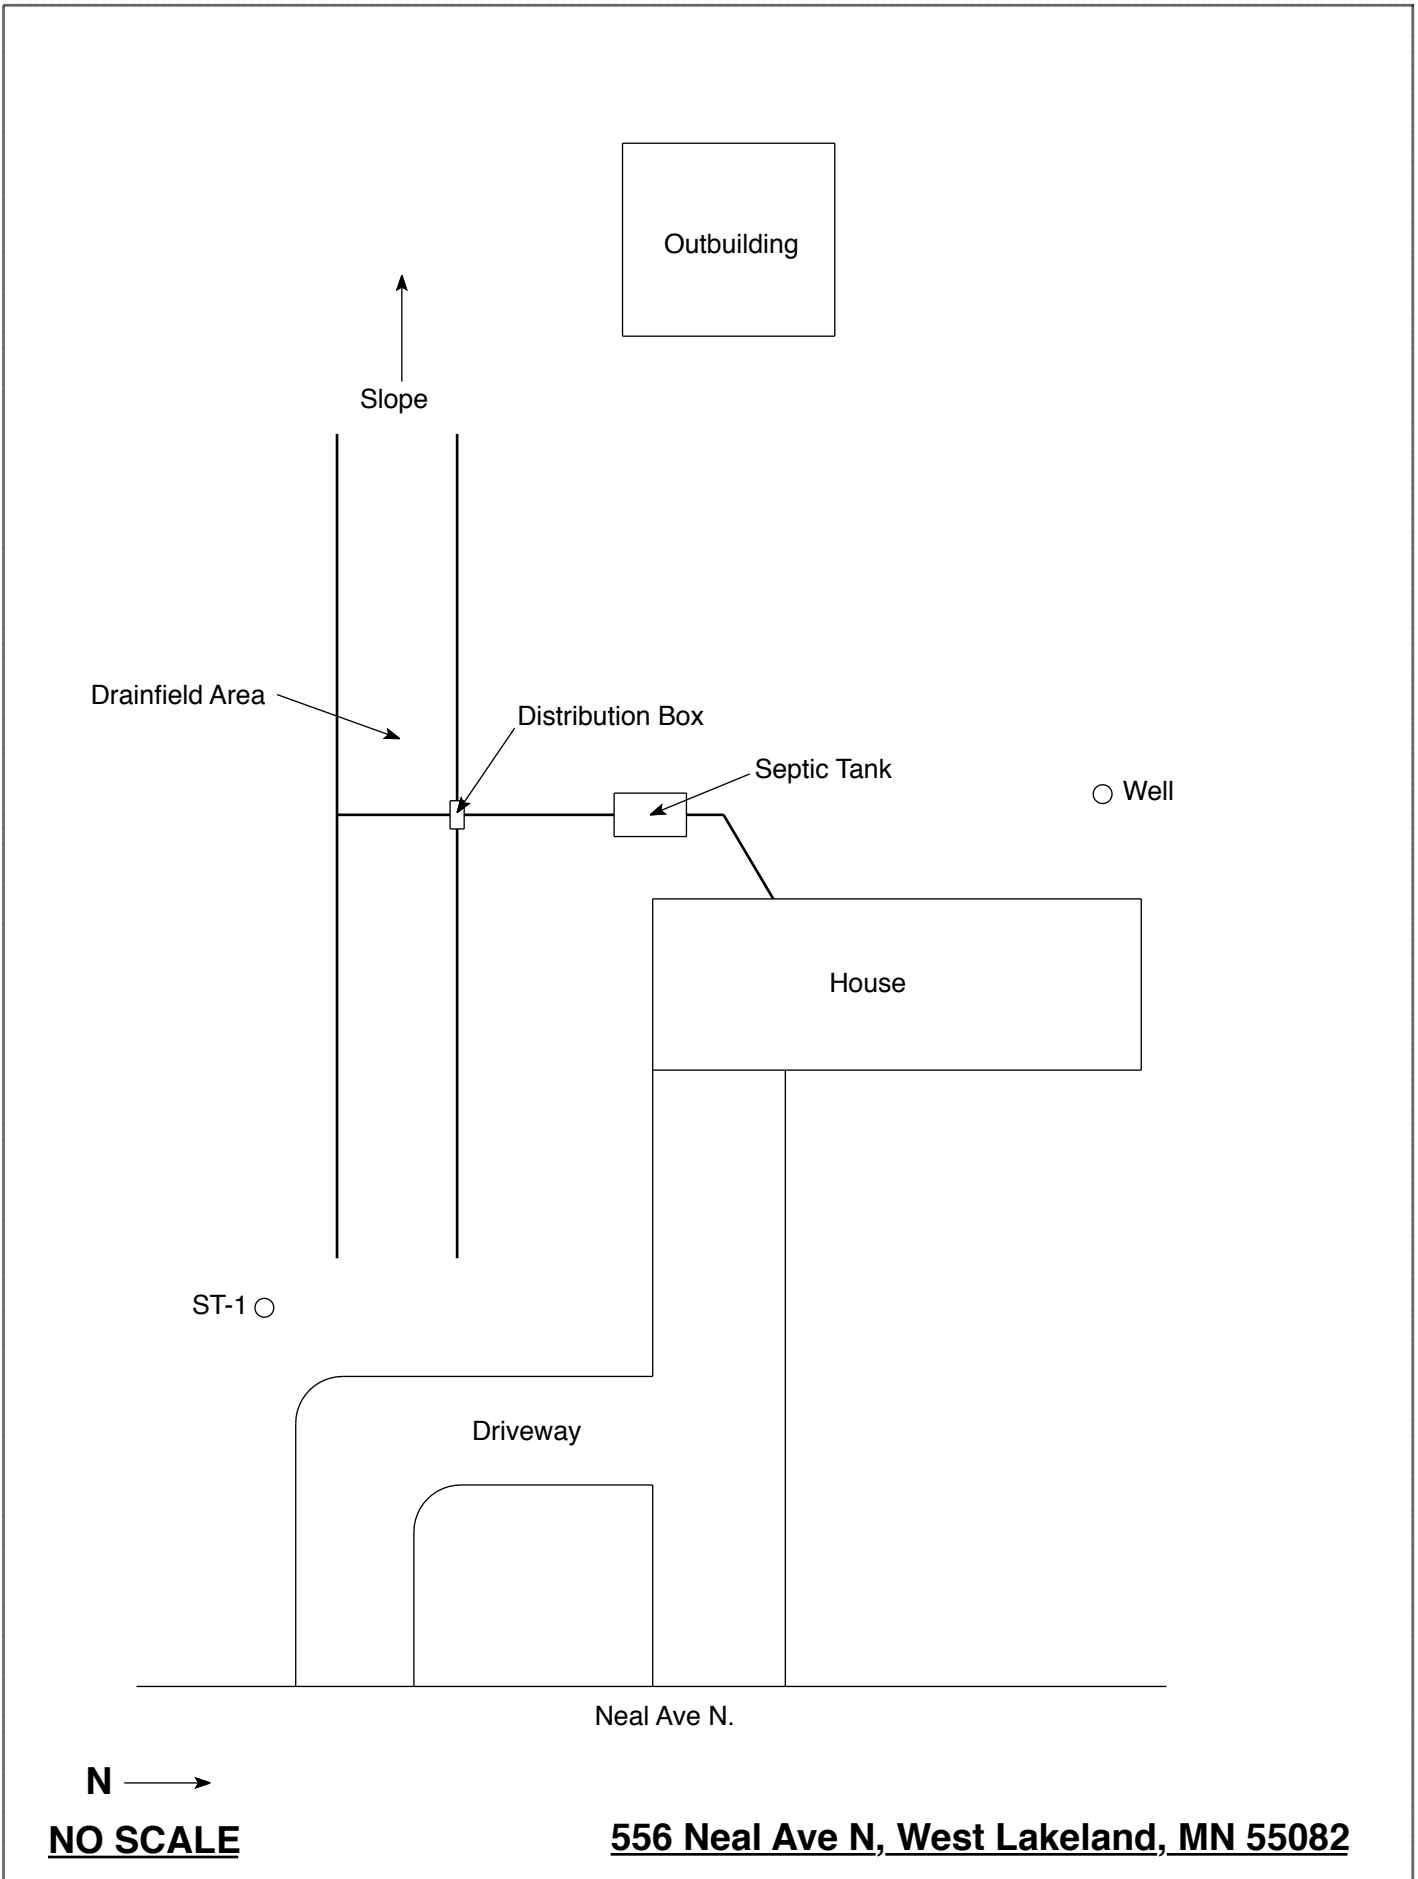 Outbuilding
Slope
Drainfield Area
Distribution Box
Septic Tank
Well
House
ST-1
Driveway
Neal Ave N.
N
NO SCALE
556 Neal Ave N, West Lakeland, MN 55082